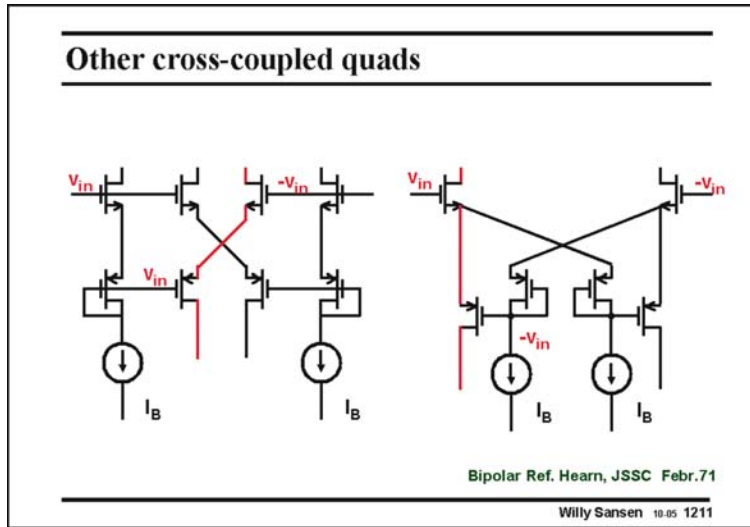 Other cross-coupled quads
Vin
-Vin
Vin
-Vin
Vin
-Vin
IB
IB
IB
IB
Bipolar Ref. Hearn, JSSC Febr.71
Willy Sansen 10-05 1211